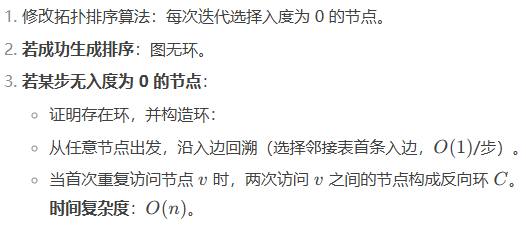 1. 修改拓扑排序算法：每次迭代选择入度为 0 的节点。
2. 若成功生成排序：图无环。
3. 若某步无入度为 0 的节点：
○ 证明存在环，并构造环：
○ 从任意节点出发，沿入边回溯（选择邻接表首条入边，O(1)/步）。
○ 当首次重复访问节点 v 时，两次访问 v 之间的节点构成反向环 C。
时间复杂度：O(n)。